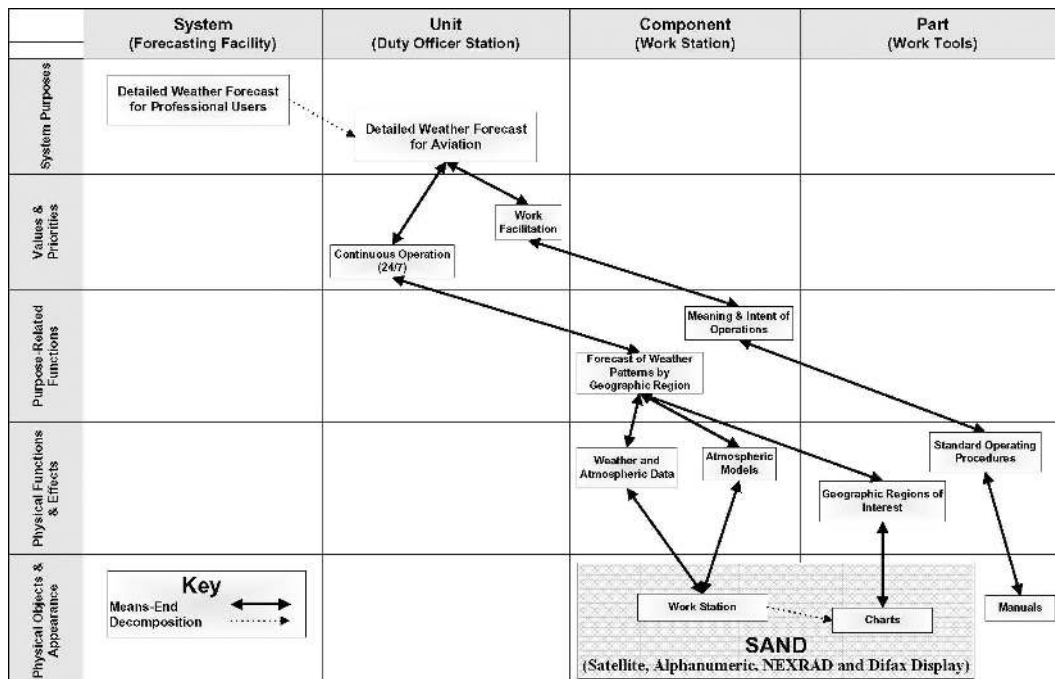 System
(Forecasting Facility)
Unit
(Duty Officer Station)
Component
(Work Station)
Part
(Work Tools)
System Purposes
Detailed Weather Forecast
for Professional Users
Detailed Weather Forecast
for Aviation
Values &
Priorities
Work
Facilitation
Continuous Operation
(24/7)
Purpose-Related
Functions
Meaning & Intent of
Operations
Forecast of Weather
Patterns by
Geographic Region
Physical Functions
& Effects
Weather and
Atmospheric Data
Atmospheric
Models
Standard Operating
Procedures
Geographic Regions of
Interest
Physical Objects &
Appearance
Key
Means-End
Decomposition
Work Station
Charts
Manuals
SAND
(Satellite, Alphanumeric, NEXRAD and Difax Display)